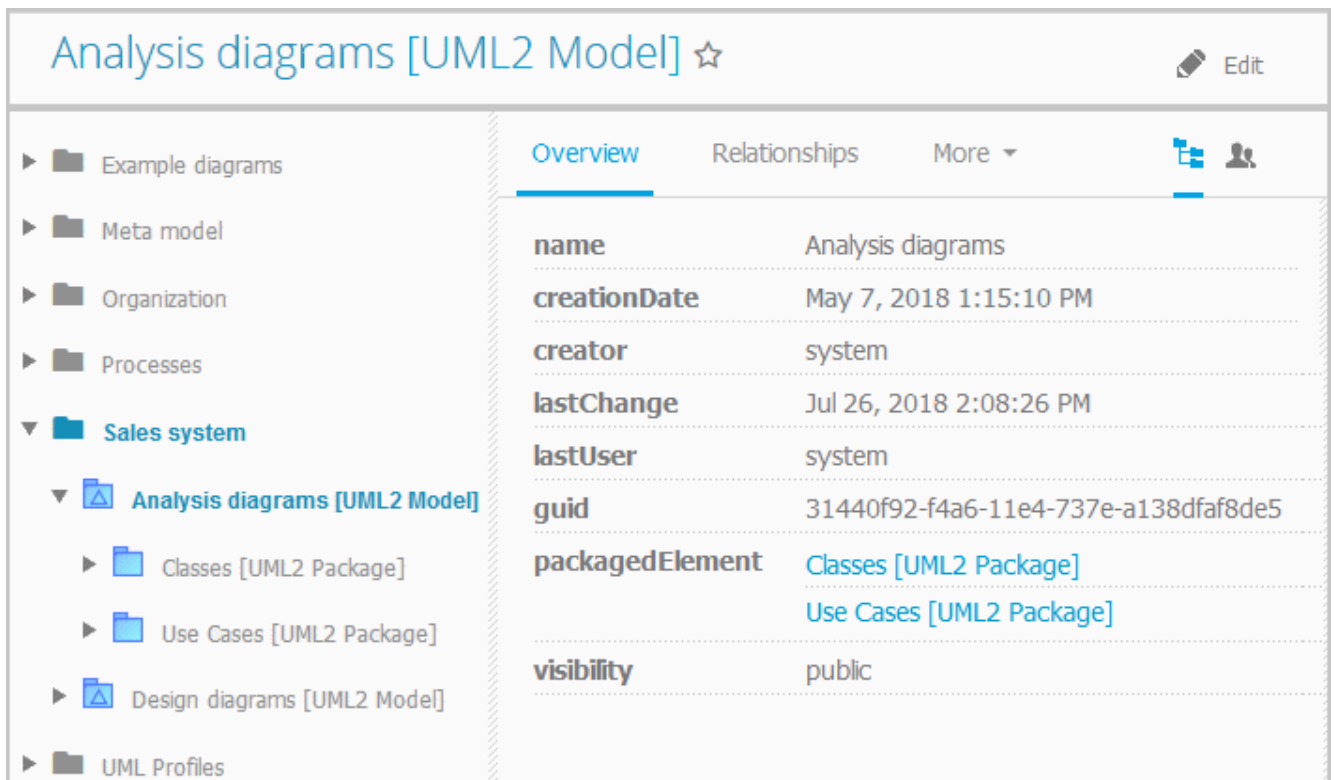 Analysis diagrams [UML2 Model]
Edit
Example diagrams
Meta model
Organization
Processes
Sales system
Analysis diagrams [UML2 Model]
Classes [UML2 Package]
Use Cases [UML2 Package]
Design diagrams [UML2 Model]
UML Profiles
Overview Relationships More
name Analysis diagrams
creationDate May 7, 2018 1:15:10 PM
creator system
lastChange Jul 26, 2018 2:08:26 PM
lastUser system
guid 31440f92-f4a6-11e4-737e-a138dfaf8de5
packagedElement Classes [UML2 Package]
Use Cases [UML2 Package]
visibility public